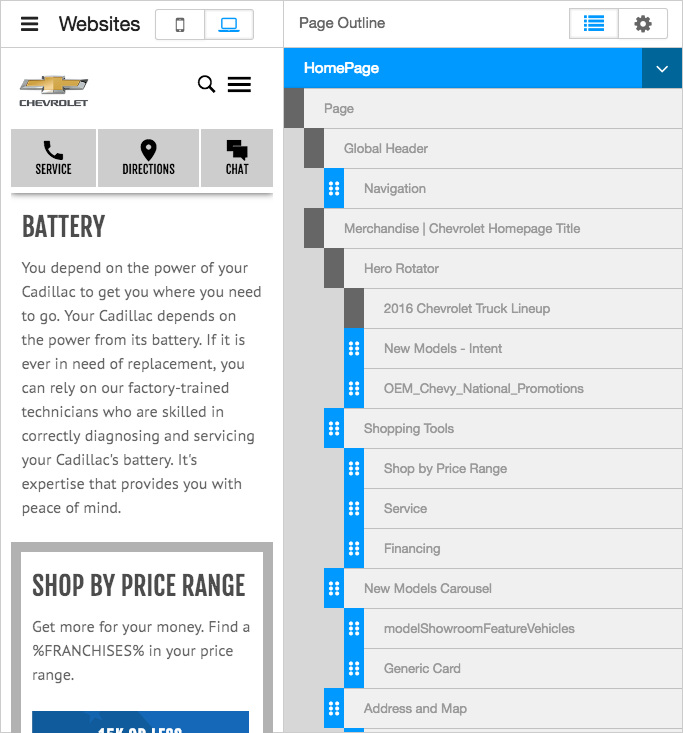 Websites
Page Outline
HomePage
CHEVROLET
SERVICE
DIRECTIONS
CHAT
BATTERY
You depend on the power of your
Cadillac to get you where you need
to go. Your Cadillac depends on
the power from its battery. If it is
ever in need of replacement, you
can rely on our factory-trained
technicians who are skilled in
correctly diagnosing and servicing
your Cadillac's battery. It's
expertise that provides you with
peace of mind.
SHOP BY PRICE RANGE
Get more for your money. Find a
%FRANCHISES% in your price
range.
15K OR LESS
Page
Global Header
Navigation
Merchandise | Chevrolet Homepage Title
Hero Rotator
2016 Chevrolet Truck Lineup
New Models - Intent
OEM_Chevy_National_Promotions
Shopping Tools
Shop by Price Range
Service
Financing
New Models Carousel
modelShowroomFeatureVehicles
Generic Card
Address and Map